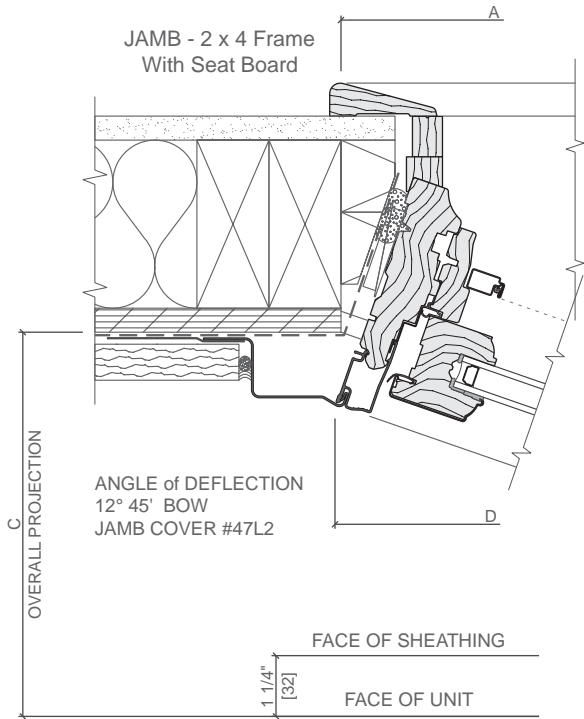 JAMB - 2 x 4 Frame
With Seat Board
A
ANGLE of DEFLECTION
12° 45' BOW
JAMB COVER #47L2
D
C
OVERALL PROJECTION
FACE OF SHEATHING
1 1/4"
[32]
FACE OF UNIT